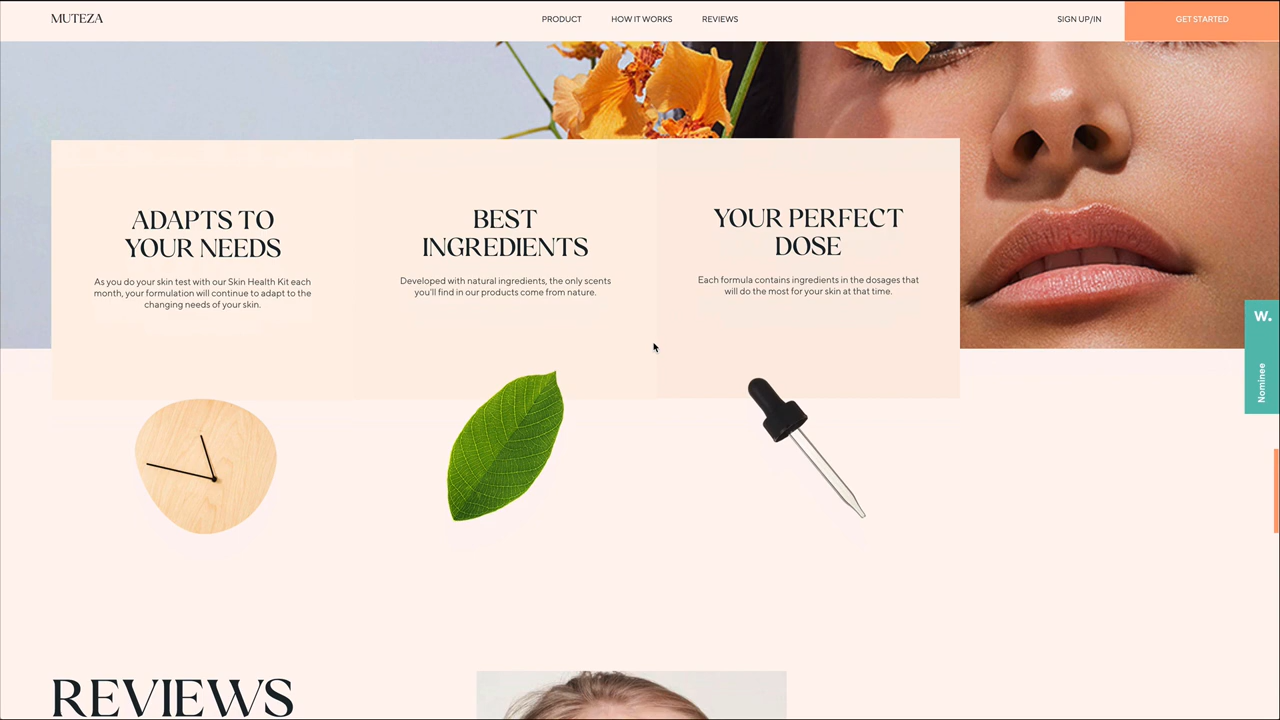 MUTEZA
PRODUCT
HOW IT WORKS
REVIEWS
SIGN UP/IN
GET STARTED
ADAPTS TO
YOUR NEEDS
As you do your skin test with our Skin Health Kit each
month, your formulation will continue to adapt to the
changing needs of your skin.
BEST
INGREDIENTS
Developed with natural ingredients, the only scents
you'll find in our products come from nature.
YOUR PERFECT
DOSE
Each formula contains ingredients in the dosages that
will do the most for your skin at that time.
W.
Nominee
REVIEWS